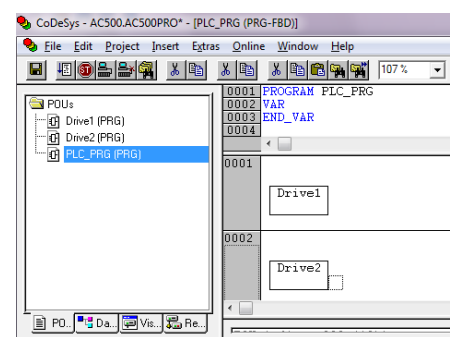 CoDeSys - AC500.AC500PRO* - [PLC_PRG (PRG-FBD)]
File Edit Project Insert Extras Online Window Help
107 %
POUs
Drive1 (PRG)
Drive2 (PRG)
PLC_PRG (PRG)
0001 PROGRAM PLC_PRG
0002 VAR
0003 END_VAR
0004
0001
Drive1
0002
Drive2
PO... Da... Vis... Re...